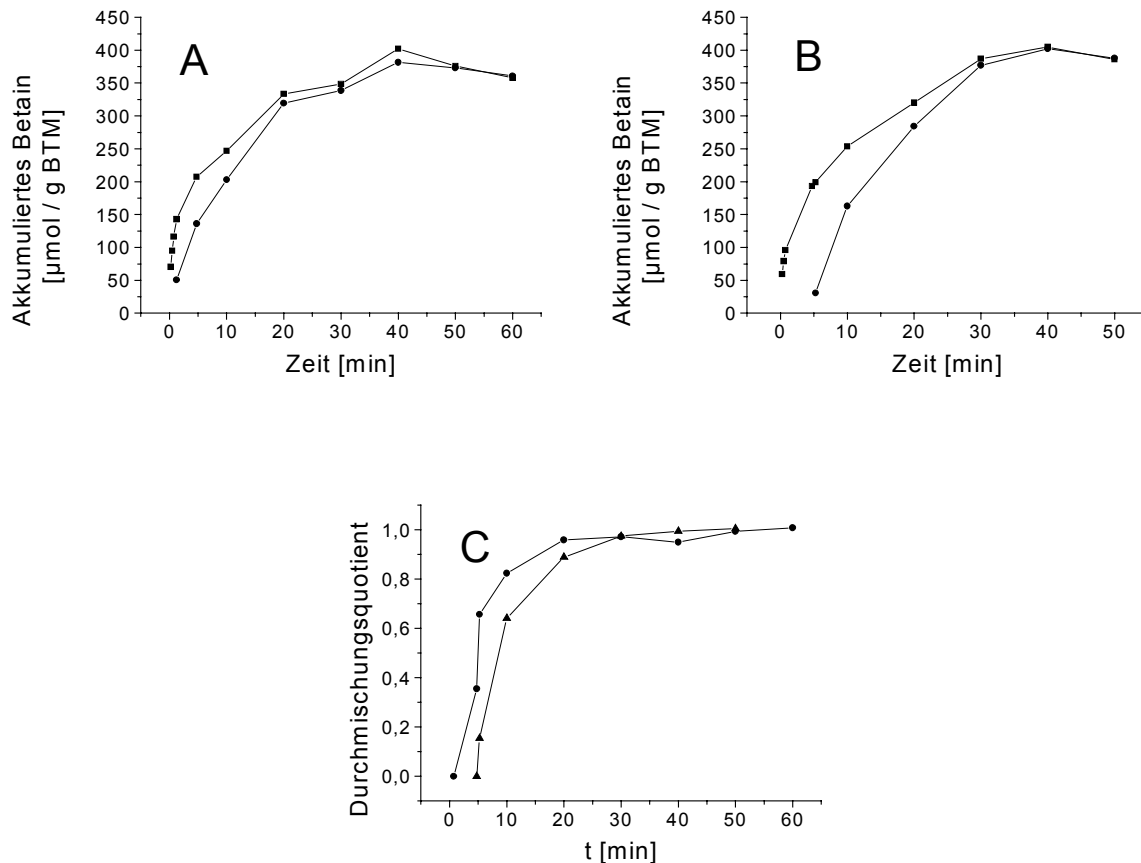 A
Akkumuliertes Betain
[µmol / g BTM]
450
400
350
300
250
200
150
100
50
0
0 10 20 30 40 50 60
Zeit [min]
B
Akkumuliertes Betain
[µmol / g BTM]
450
400
350
300
250
200
150
100
50
0
0 10 20 30 40 50
Zeit [min]
C
Durchmischungsquotient
1,0
0,8
0,6
0,4
0,2
0,0
0 10 20 30 40 50 60
t [min]